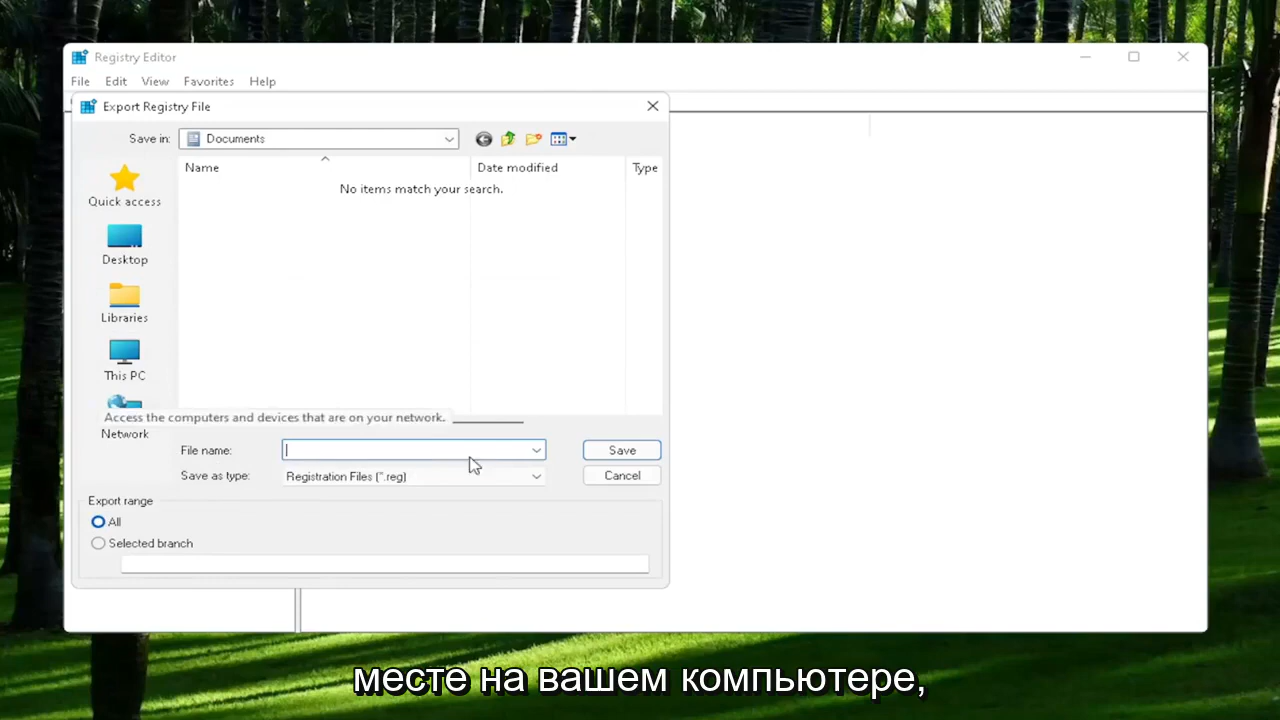 Registry Editor
File Edit View Favorites Help
Export Registry File
Save in: Documents
Name Date modified Type
No items match your search.
Quick access
Desktop
Libraries
This PC
Access the computers and devices that are on your network.
Network
File name: Save
Save as type: Registration Files (*.reg) Cancel
Export range
All
Selected branch
месте на вашем компьютере,